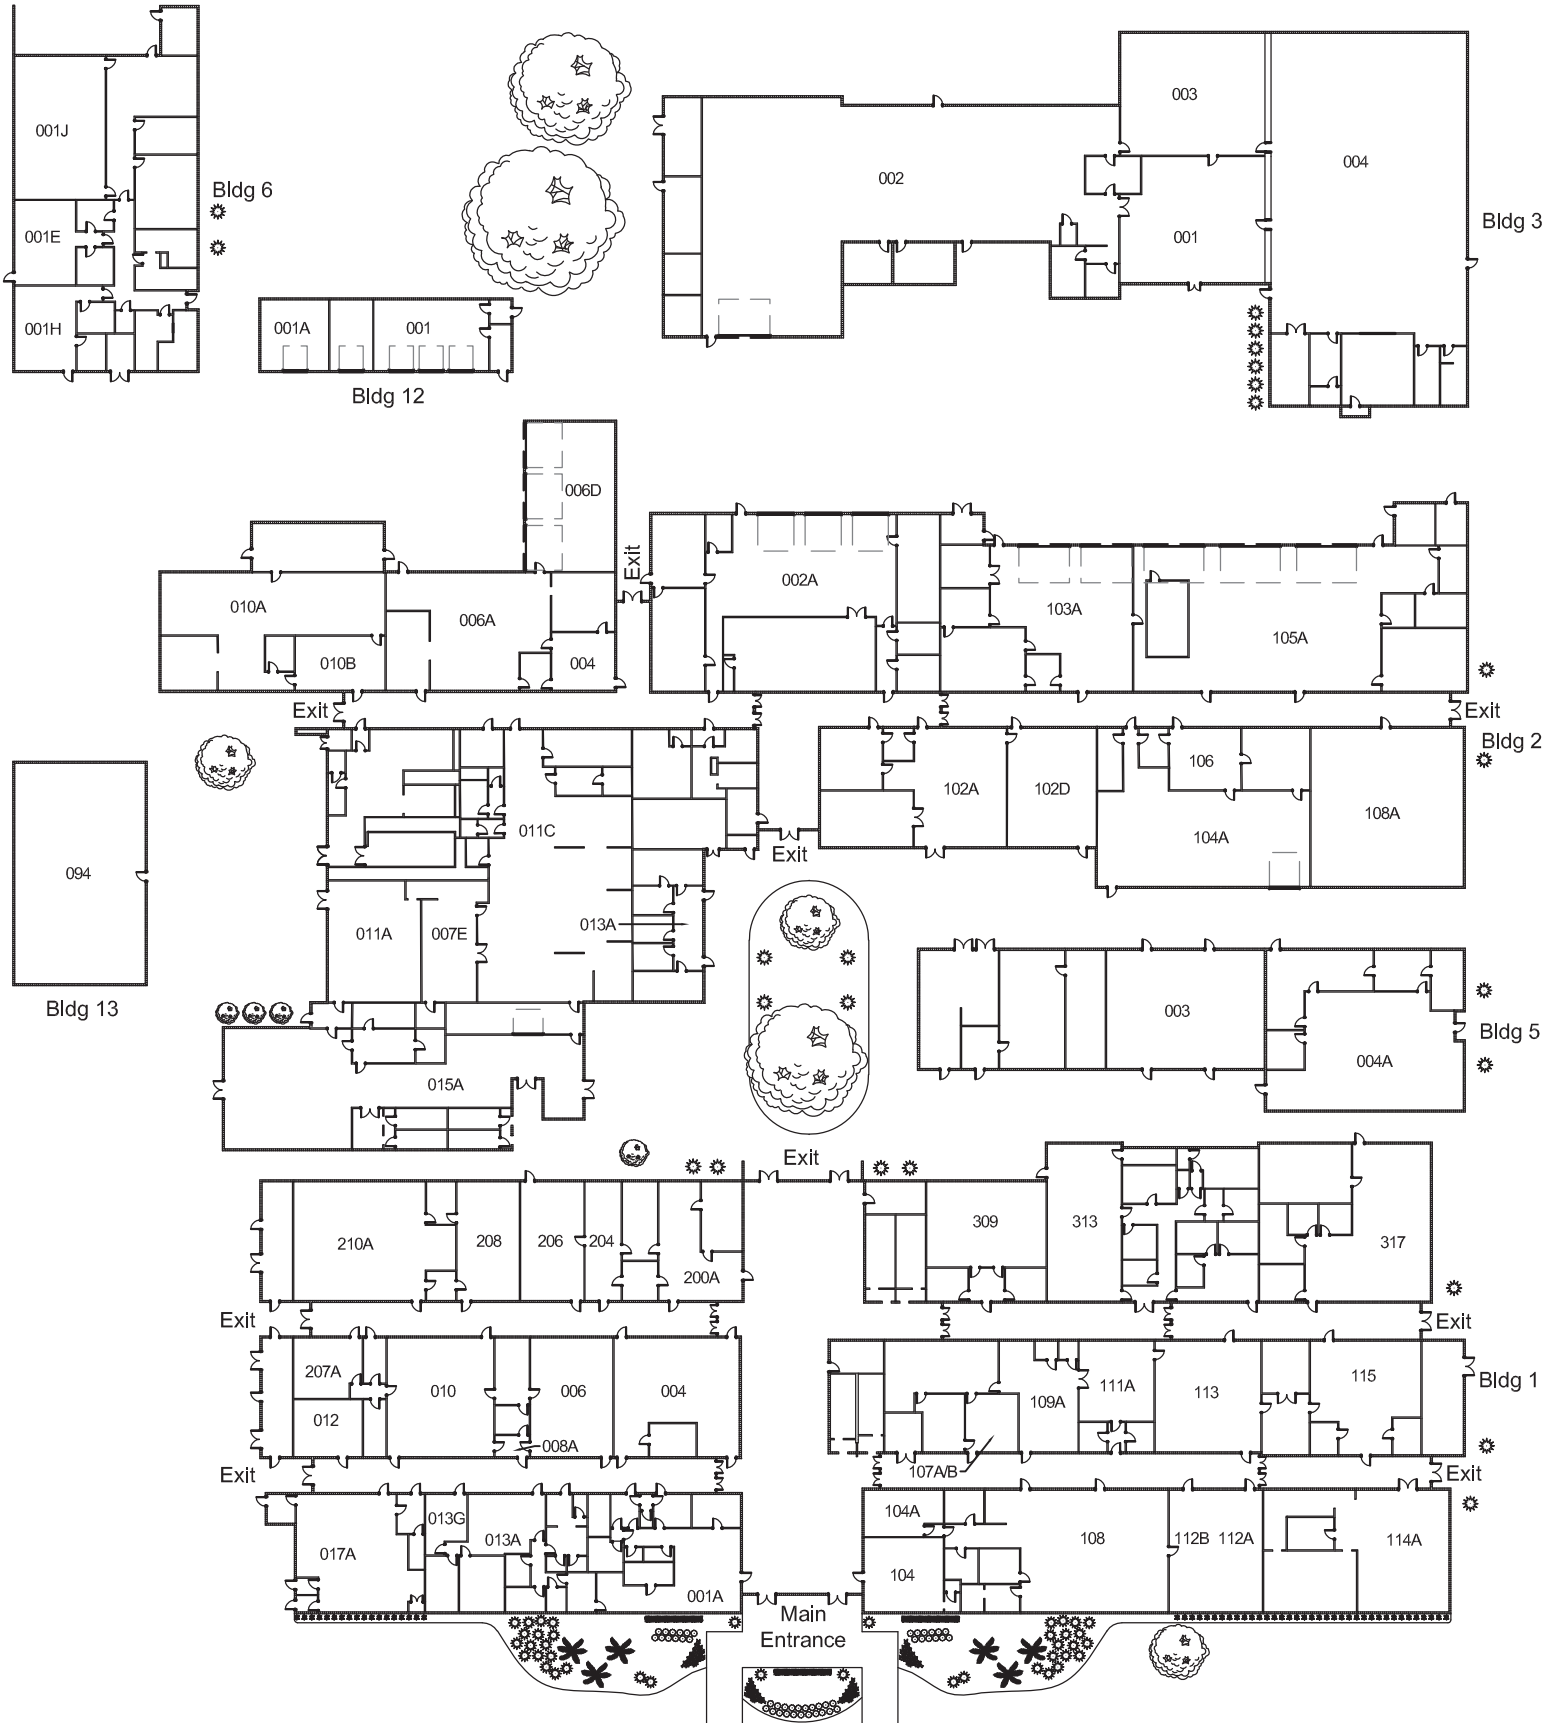 003
001J
004
002
Bldg 6
Bldg 3
001E
001
001H
001A
001
Bldg 12
006D
Exit
002A
010A
103A
006A
105A
010B
004
Exit
Exit
Bldg 2
106
102A
102D
108A
011C
104A
Exit
094
013A
011A
007E
Bldg 13
003
Bldg 5
004A
015A
Exit
309
313
210A
208
206
204
317
200A
Exit
Exit
207A
010
006
004
115
Bldg 1
111A
113
109A
012
008A
107A/B
Exit
Exit
104A
013G
013A
108
112B
112A
114A
017A
104
001A
Main
Entrance